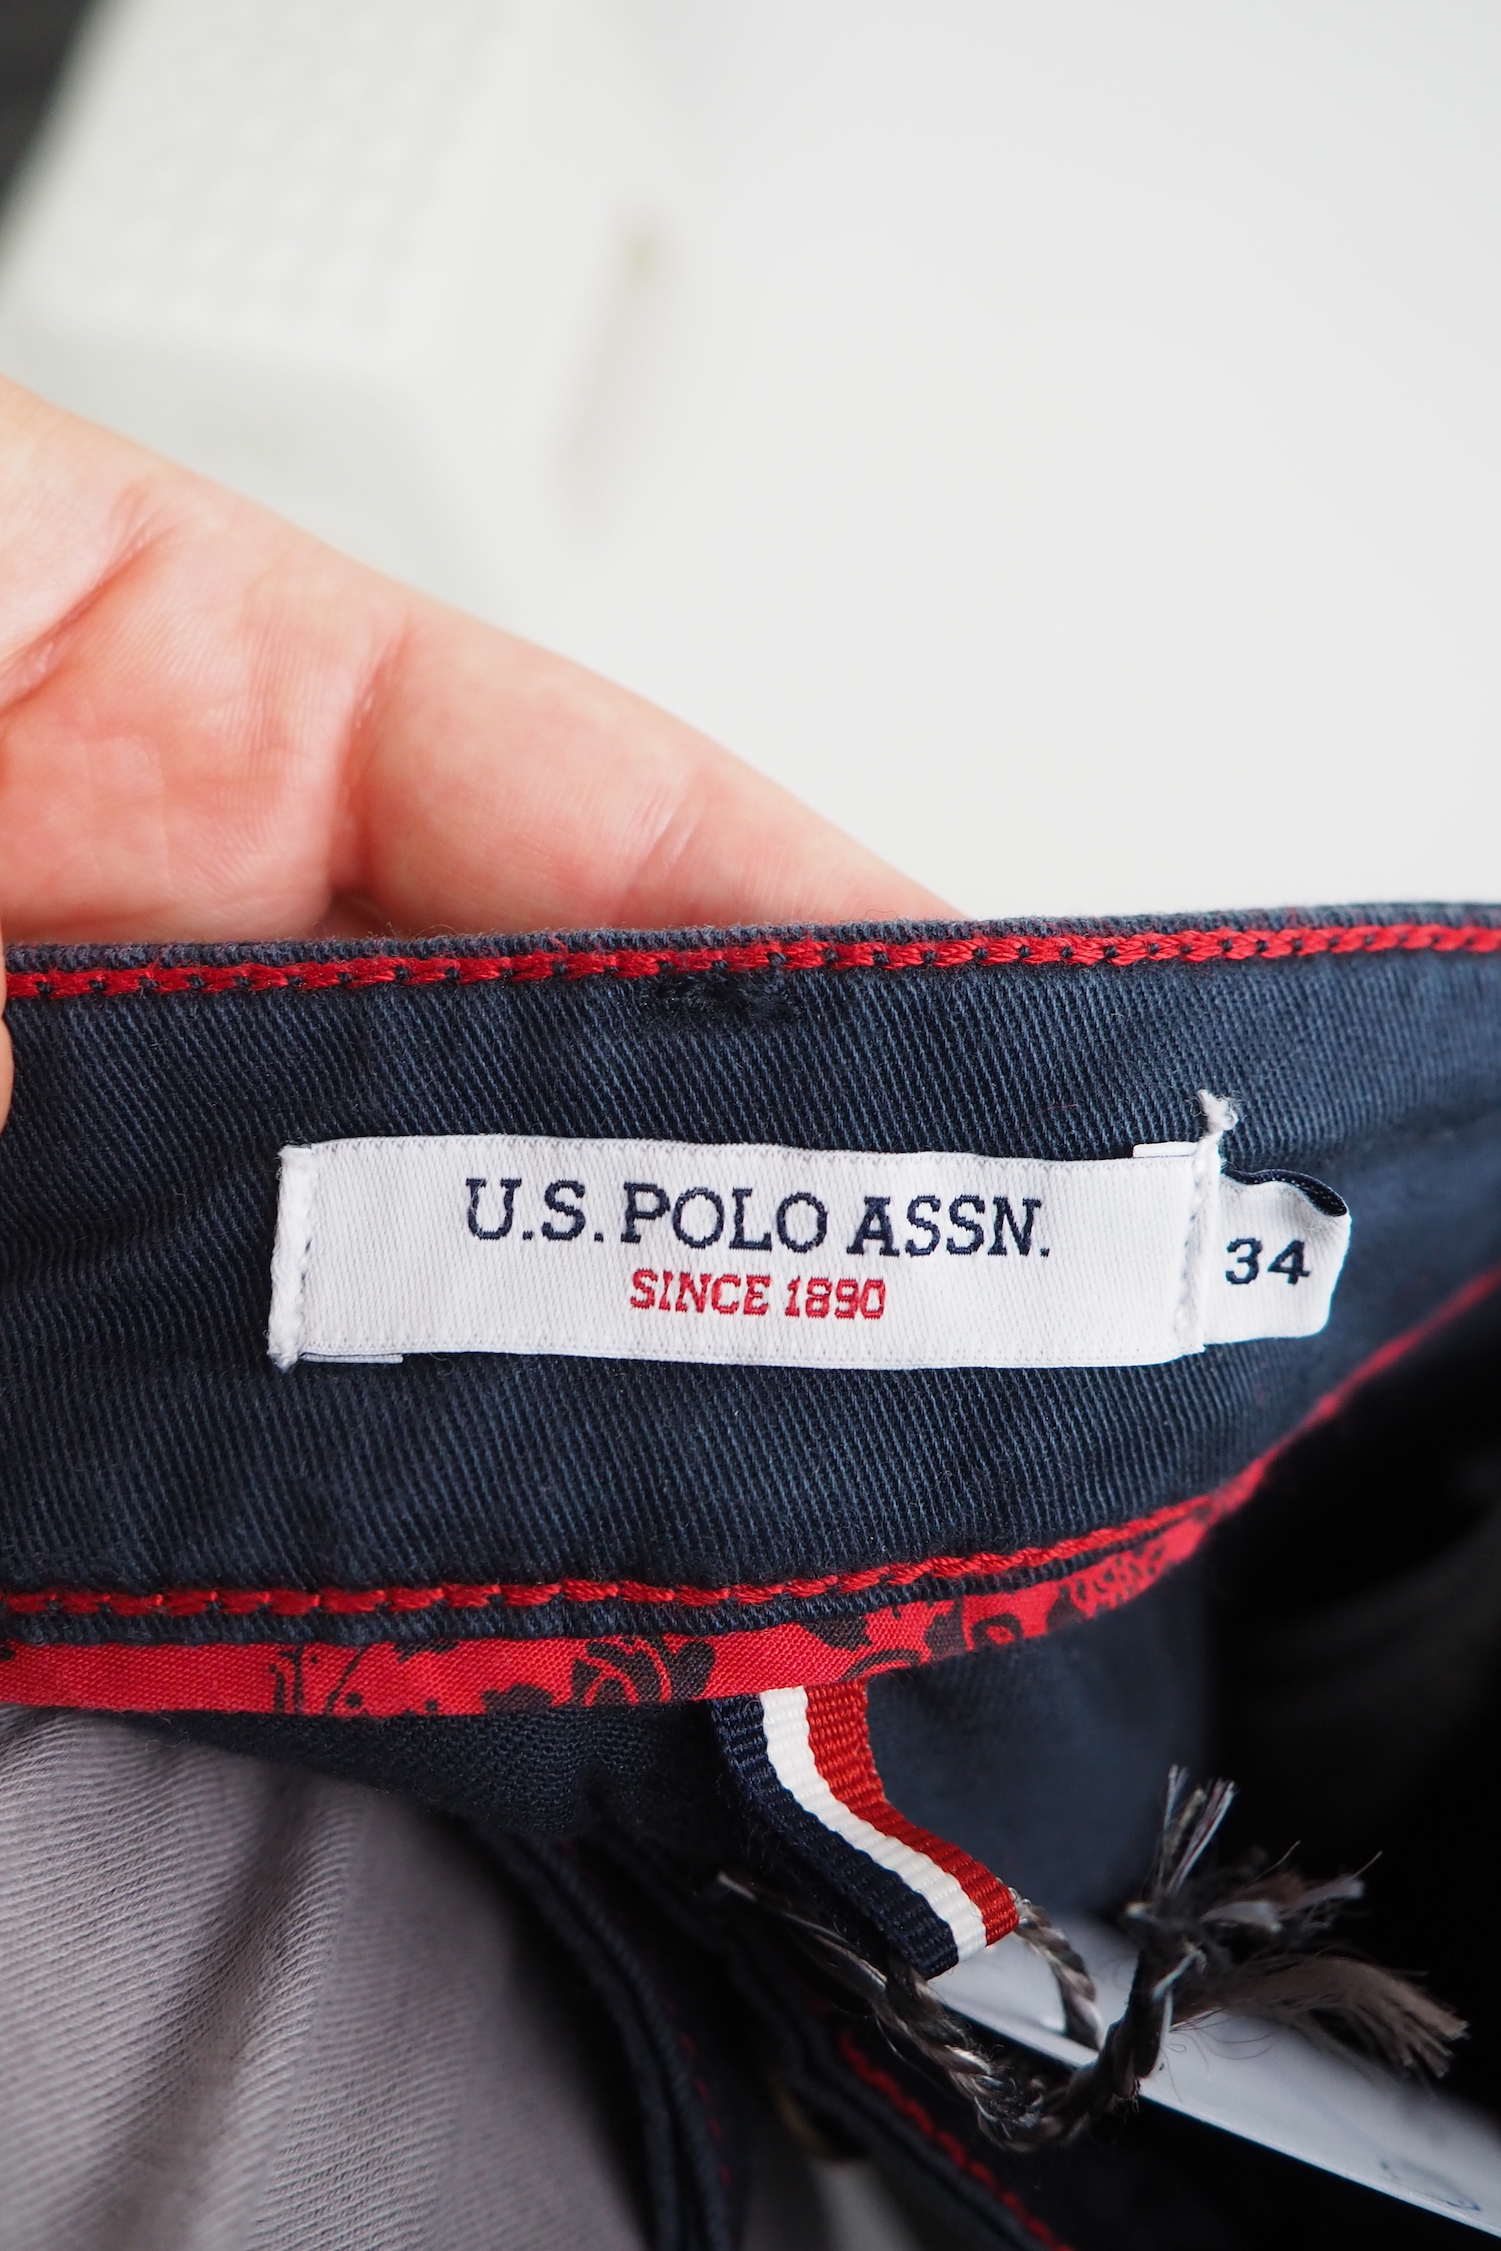 U.S. POLO ASSN.
SINCE 1890
34